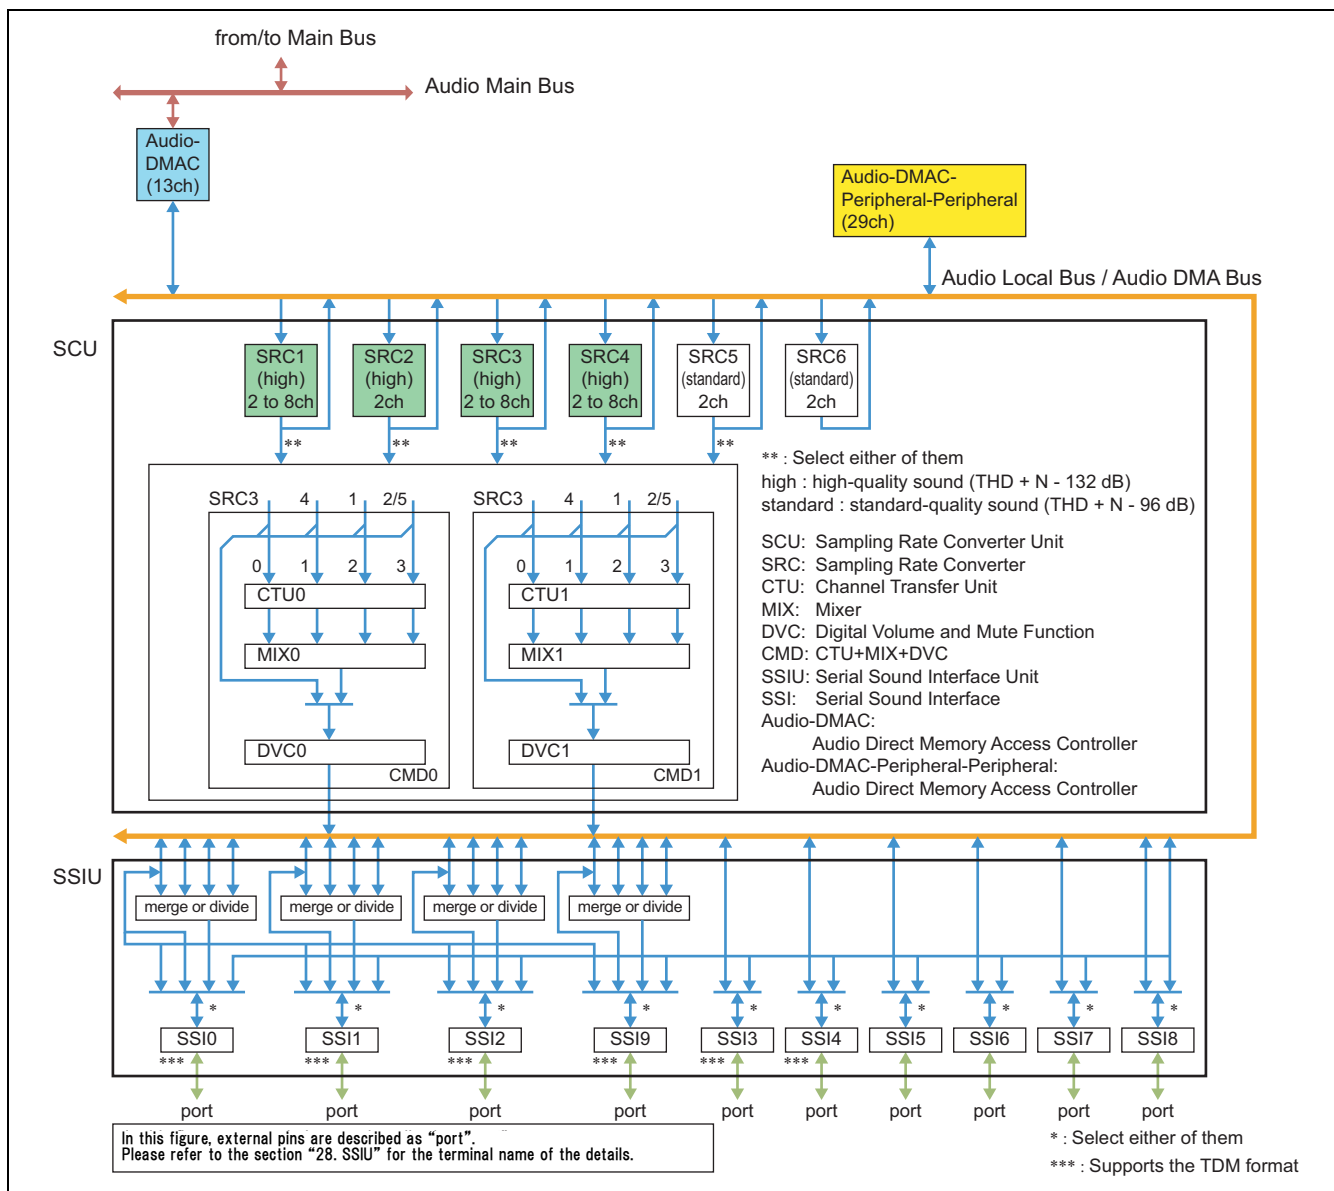 from/to Main Bus
Audio Main Bus
Audio-
DMAC
(13ch)
Audio-DMAC-
Peripheral-Peripheral
(29ch)
Audio Local Bus / Audio DMA Bus
SCU
SRC1
(high)
2 to 8ch
SRC2
(high)
2ch
SRC3
(high)
2 to 8ch
SRC4
(high)
2 to 8ch
SRC5
(standard)
2ch
SRC6
(standard)
2ch
** ** ** ** **
SRC3 4 1 2/5
0 1 2 3
CTU0
MIX0
DVC0
CMD0
SRC3 4 1 2/5
0 1 2 3
CTU1
MIX1
DVC1
CMD1
** : Select either of them
high : high-quality sound (THD + N - 132 dB)
standard : standard-quality sound (THD + N - 96 dB)
SCU: Sampling Rate Converter Unit
SRC: Sampling Rate Converter
CTU: Channel Transfer Unit
MIX: Mixer
DVC: Digital Volume and Mute Function
CMD: CTU+MIX+DVC
SSIU: Serial Sound Interface Unit
SSI: Serial Sound Interface
Audio-DMAC:
Audio Direct Memory Access Controller
Audio-DMAC-Peripheral-Peripheral:
Audio Direct Memory Access Controller
SSIU
merge or divide merge or divide merge or divide merge or divide
* * * * * * * * * *
SSI0 SSI1 SSI2 SSI9 SSI3 SSI4 SSI5 SSI6 SSI7 SSI8
*** *** *** *** *** ***
port port port port port port port port port port
In this figure, external pins are described as “port”.
Please refer to the section “28. SSIU” for the terminal name of the details.
* : Select either of them
*** : Supports the TDM format